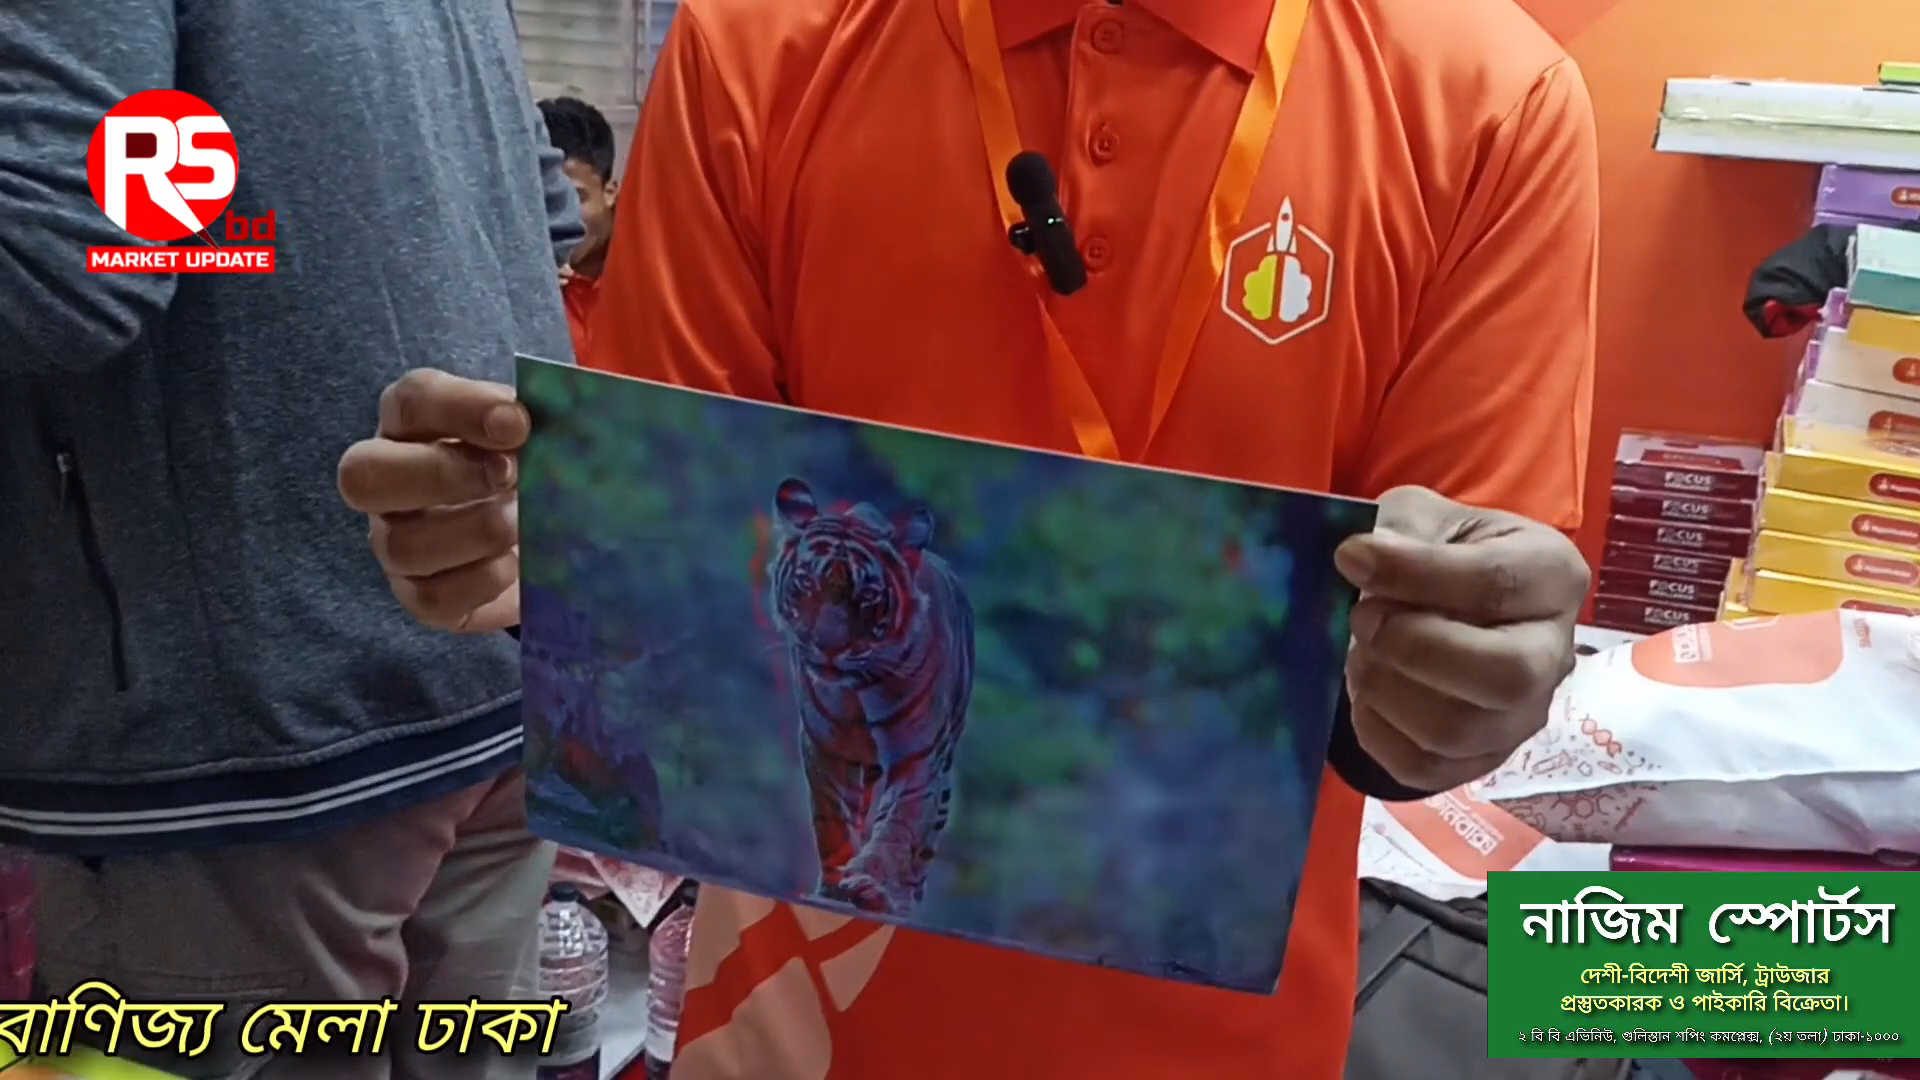 RS
bd
MARKET UPDATE
FOCUS
FOCUS
FOCUS
FOCUS
FOCUS
FOCUS
বাণিজ্য মেলা ঢাকা
নাজিম স্পোর্টস
দেশী-বিদেশী জার্সি, ট্রাউজার
প্রস্তুতকারক ও পাইকারি বিক্রেতা।
২ বি বি এভিনিউ, গুলিস্তান শপিং কমপ্লেক্স, (২য় তলা) ঢাকা-১০০০